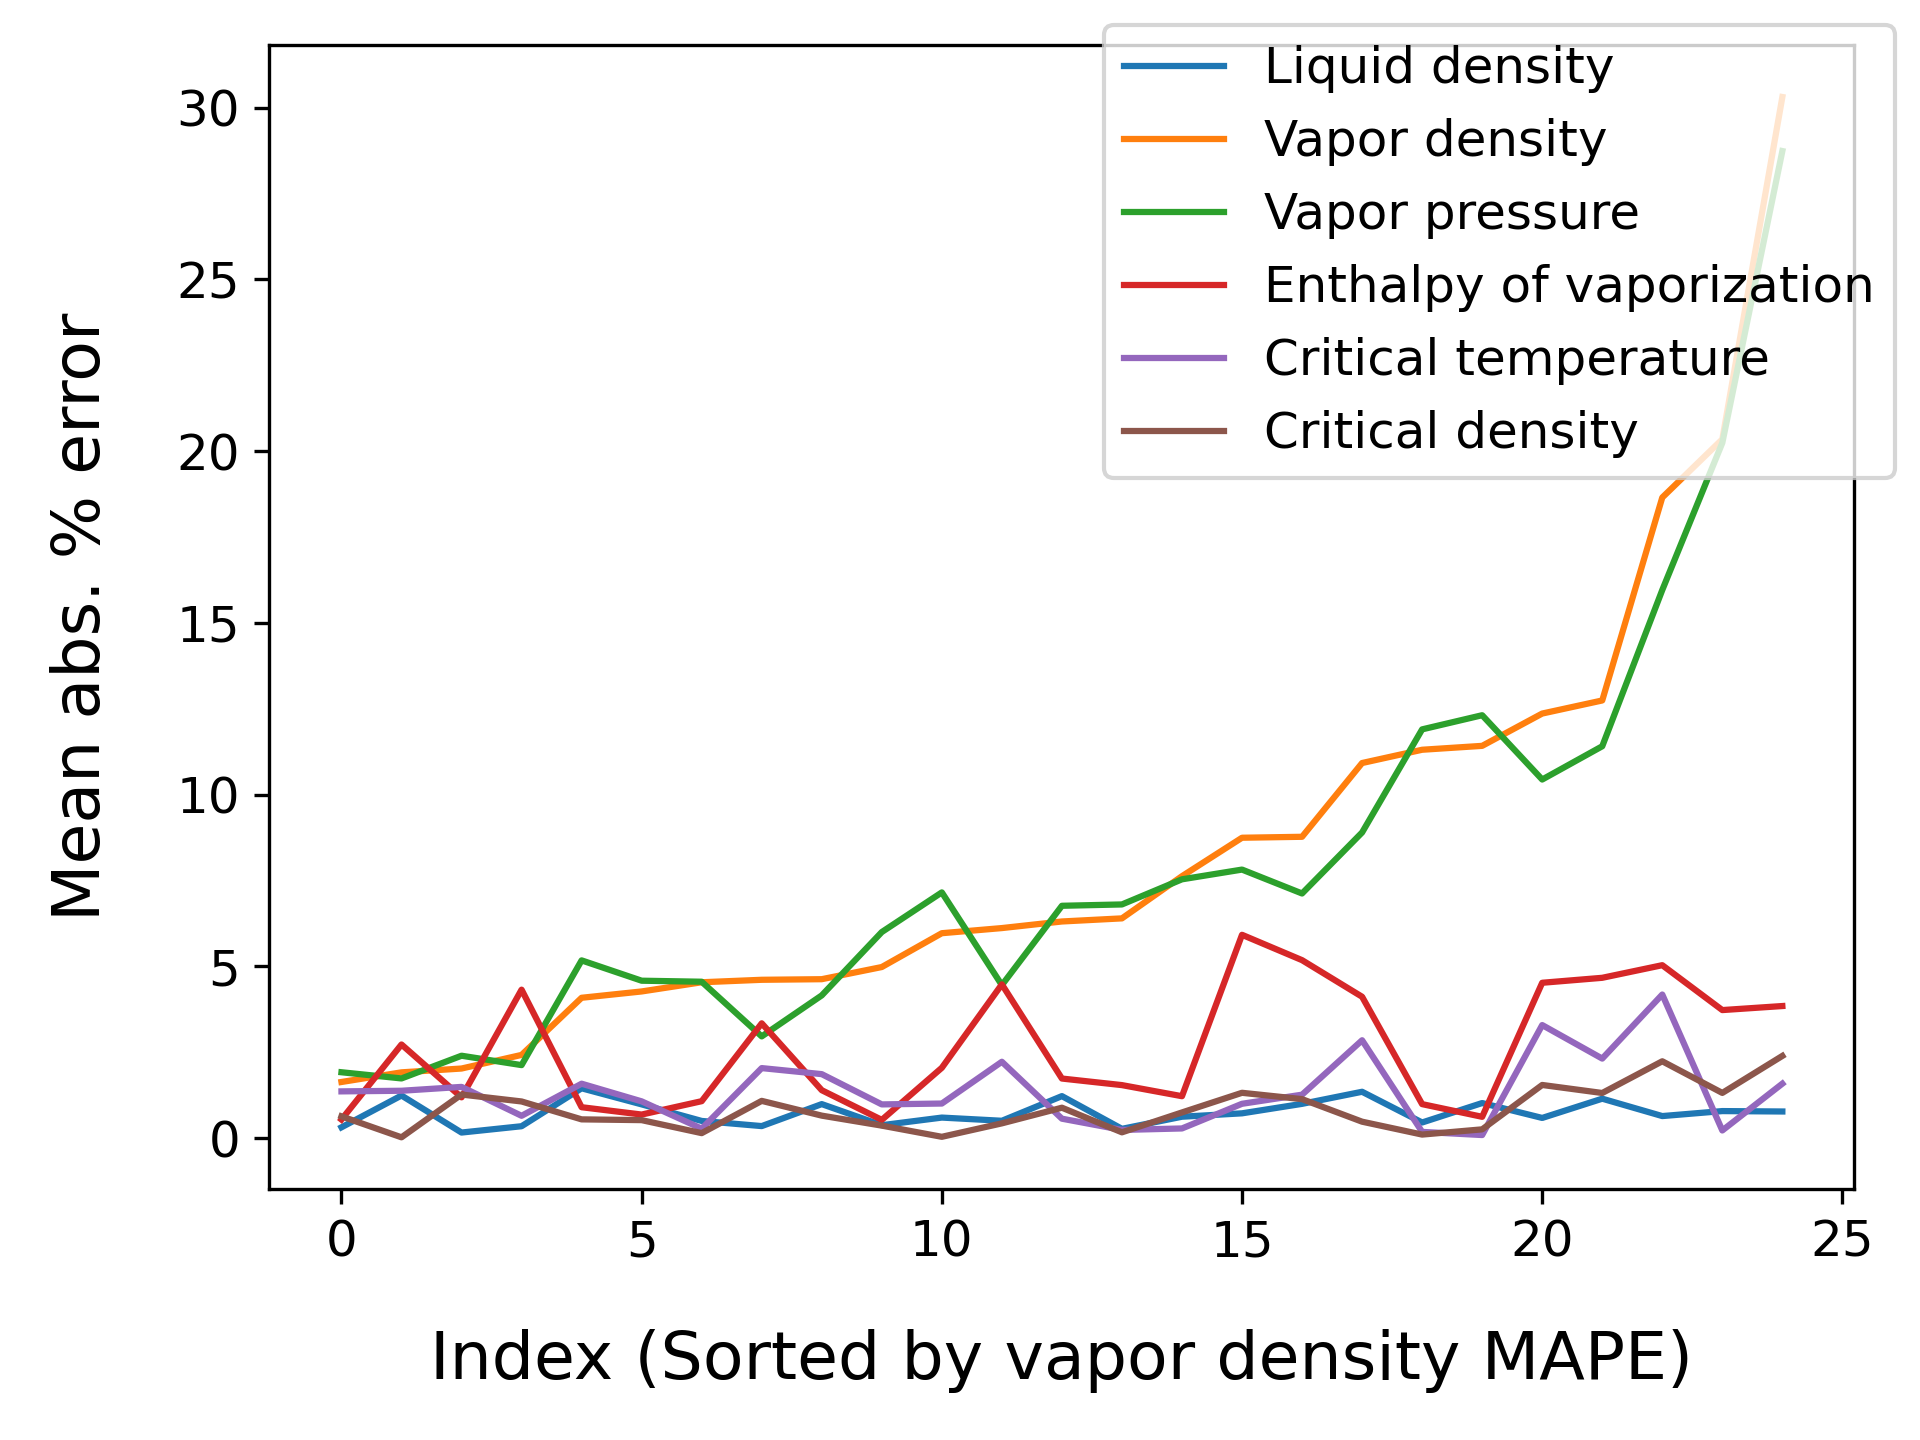 Liquid density
Vapor density
Vapor pressure
Enthalpy of vaporization
Critical temperature
Critical density
30
25
20
15
10
5
0
Mean abs. % error
0 5 10 15 20 25
Index (Sorted by vapor density MAPE)